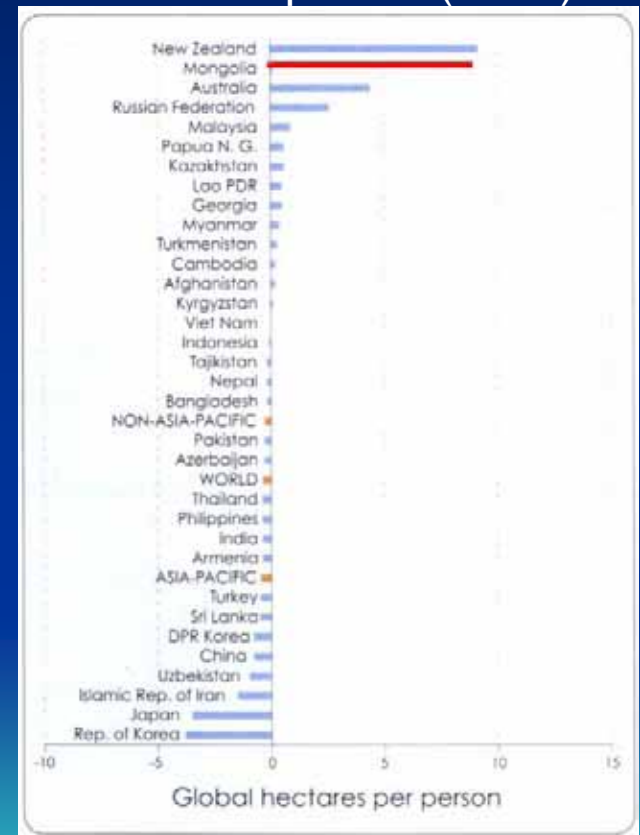 New Zealand
Mongolia
Australia
Russian Federation
Malaysia
Papua N. G.
Kazakhstan
Lao PDR
Georgia
Myanmar
Turkmenistan
Cambodia
Afghanistan
Kyrgyzstan
Viet Nam
Indonesia
Tajikistan
Nepal
Bangladesh
NON-ASIA-PACIFIC
Pakistan
Azerbaijan
WORLD
Thailand
Philippines
India
Armenia
ASIA-PACIFIC
Turkey
Sri Lanka
DPR Korea
China
Uzbekistan
Islamic Rep. of Iran
Japan
Rep. of Korea
-10 -5 0 5 10 15
Global hectares per person